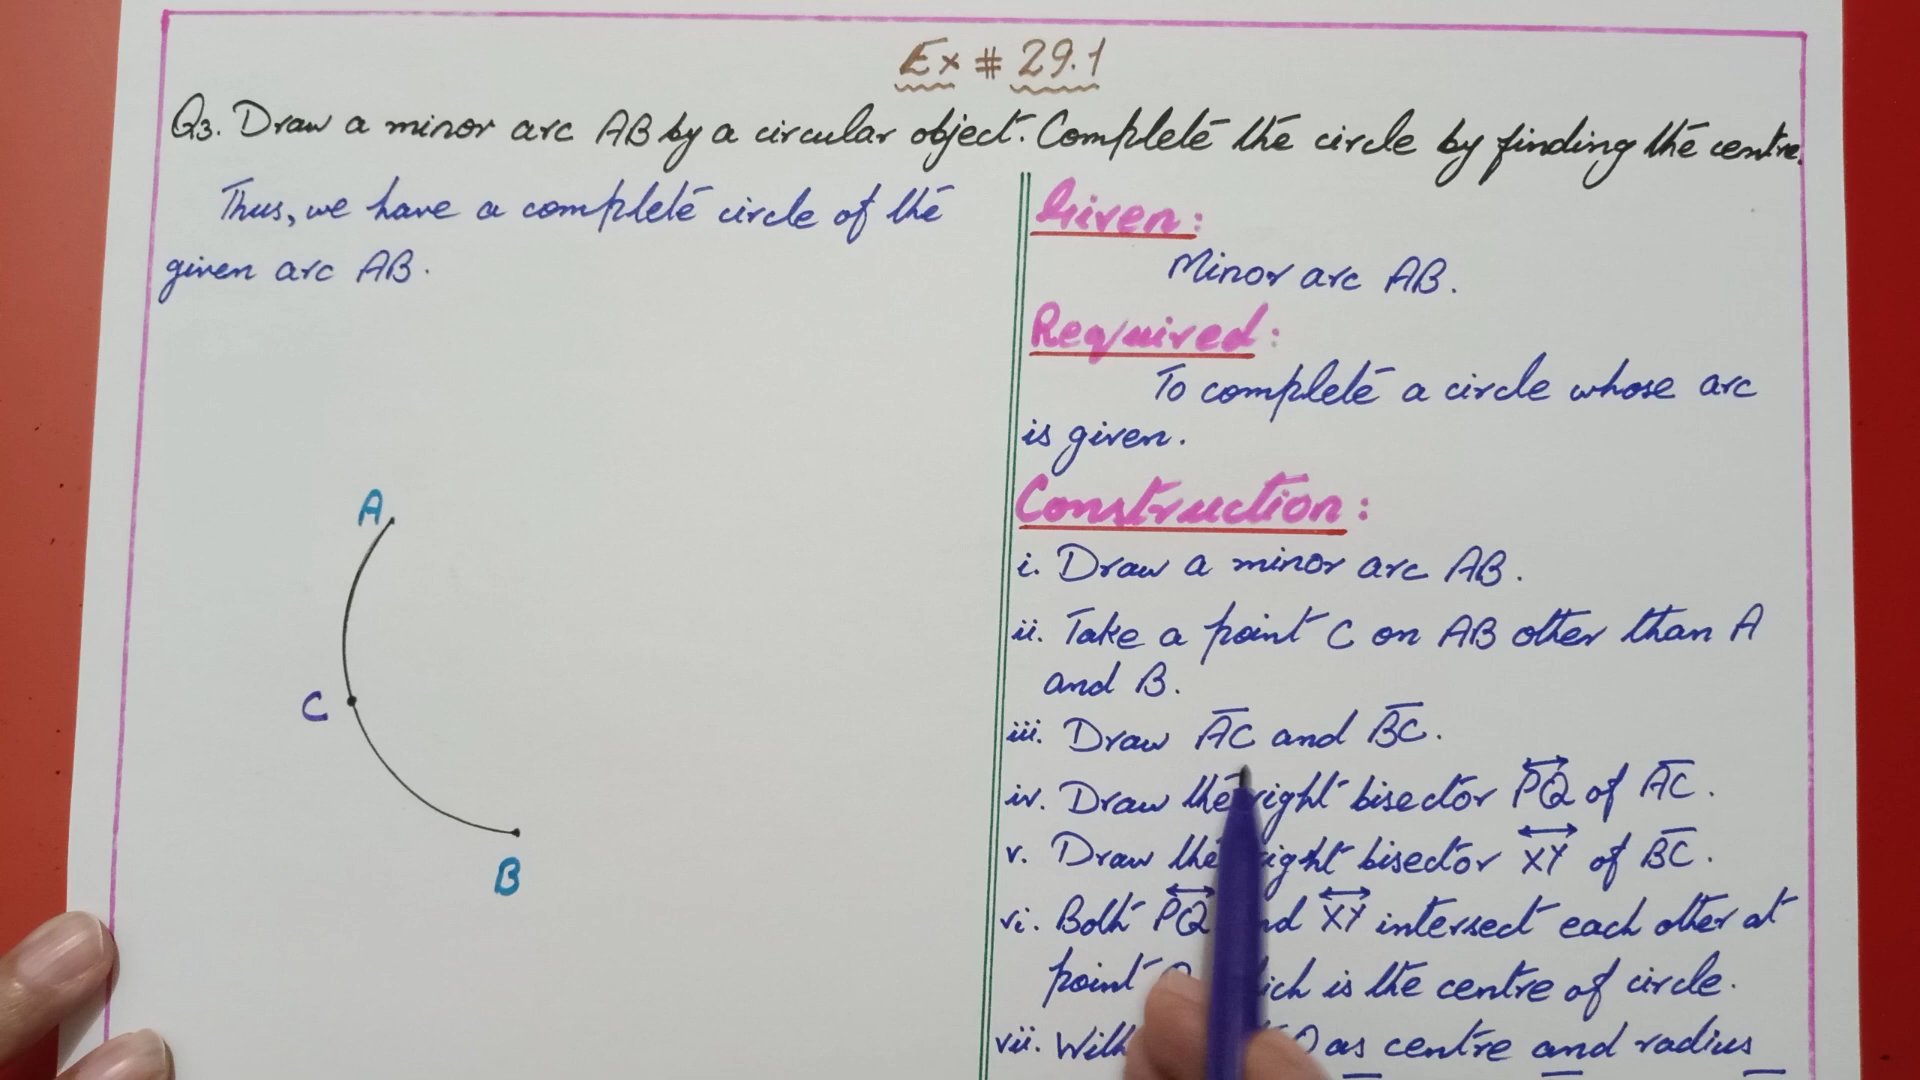 Ex # 29.1
Q3. Draw a minor arc AB by a circular object. Complete the circle by finding the centre.
Thus, we have a complete circle of the
given arc AB.
Given:
Minor arc AB.
Required:
To complete a circle whose arc
is given.
Construction:
i. Draw a minor arc AB.
ii. Take a point C on AB other than A
and B.
iii. Draw A̅C̅ and B̅C̅.
iv. Draw the right bisector PQ of A̅C̅.
v. Draw the right bisector XY of B̅C̅.
vi. Both PQ and XY intersect each other at
point which is the centre of circle.
vii. With O as centre and radius
A
C
B